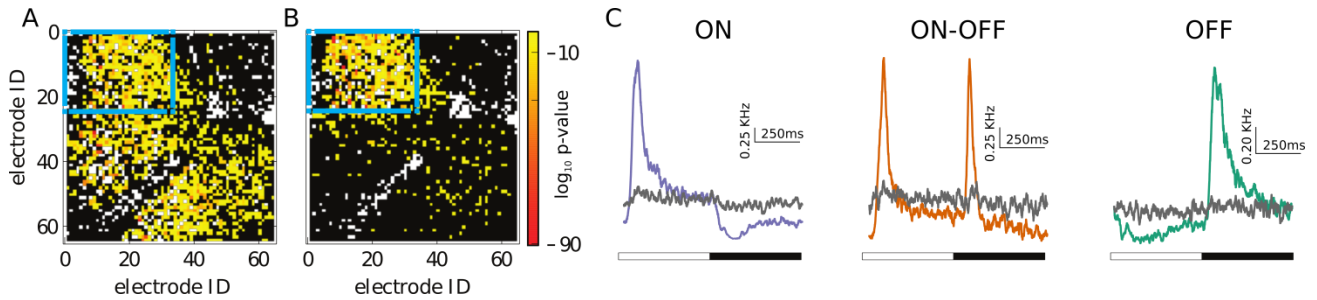 A
B
C
ON
ON-OFF
OFF
0
20
40
60
electrode ID
0
20
40
60
electrode ID
0
20
40
60
electrode ID
−10
log₁₀ p-value
−90
0.25 KHz
250ms
0.25 KHz
250ms
0.20 KHz
250ms